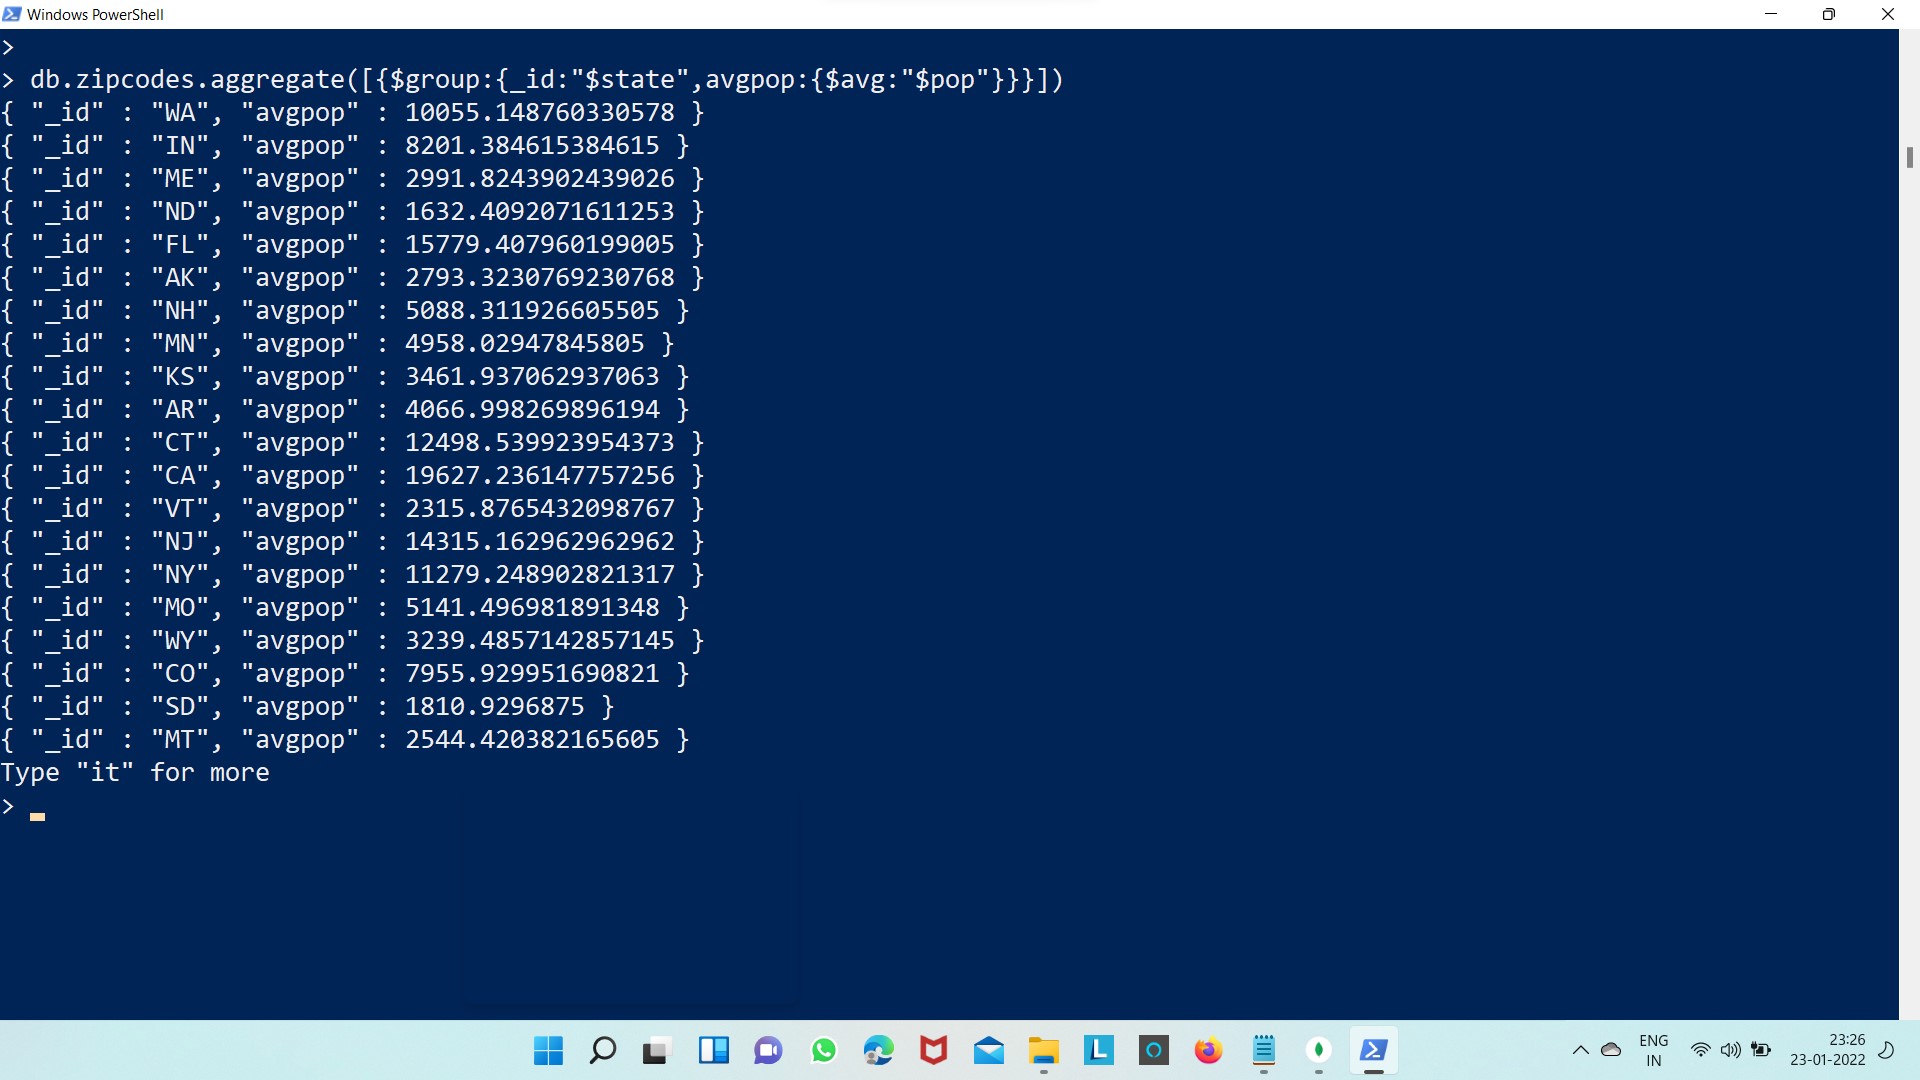 Windows PowerShell
>
> db.zipcodes.aggregate([{$group:{_id:"$state",avgpop:{$avg:"$pop"}}}])
{ "_id" : "WA", "avgpop" : 10055.148760330578 }
{ "_id" : "IN", "avgpop" : 8201.384615384615 }
{ "_id" : "ME", "avgpop" : 2991.8243902439026 }
{ "_id" : "ND", "avgpop" : 1632.4092071611253 }
{ "_id" : "FL", "avgpop" : 15779.407960199005 }
{ "_id" : "AK", "avgpop" : 2793.3230769230768 }
{ "_id" : "NH", "avgpop" : 5088.311926605505 }
{ "_id" : "MN", "avgpop" : 4958.02947845805 }
{ "_id" : "KS", "avgpop" : 3461.937062937063 }
{ "_id" : "AR", "avgpop" : 4066.998269896194 }
{ "_id" : "CT", "avgpop" : 12498.539923954373 }
{ "_id" : "CA", "avgpop" : 19627.236147757256 }
{ "_id" : "VT", "avgpop" : 2315.8765432098767 }
{ "_id" : "NJ", "avgpop" : 14315.162962962962 }
{ "_id" : "NY", "avgpop" : 11279.248902821317 }
{ "_id" : "MO", "avgpop" : 5141.496981891348 }
{ "_id" : "WY", "avgpop" : 3239.4857142857145 }
{ "_id" : "CO", "avgpop" : 7955.929951690821 }
{ "_id" : "SD", "avgpop" : 1810.9296875 }
{ "_id" : "MT", "avgpop" : 2544.420382165605 }
Type "it" for more
>
L
ENG
IN
23:26
23-01-2022